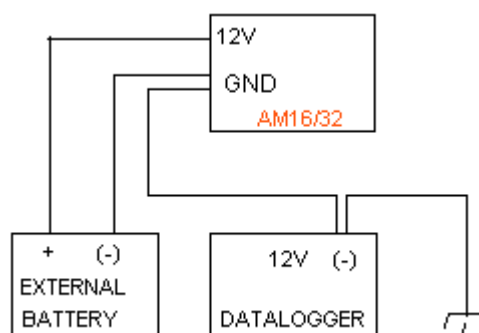 12V
GND
AM16/32
+ (-)
EXTERNAL
BATTERY
12V (-)
DATALOGGER